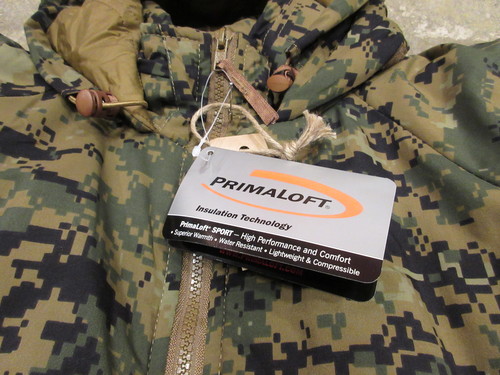 PRIMALOFT®
Insulation Technology
PrimaLoft® SPORT – High Performance and Comfort
• Superior Warmth • Water Resistant • Lightweight & Compressible